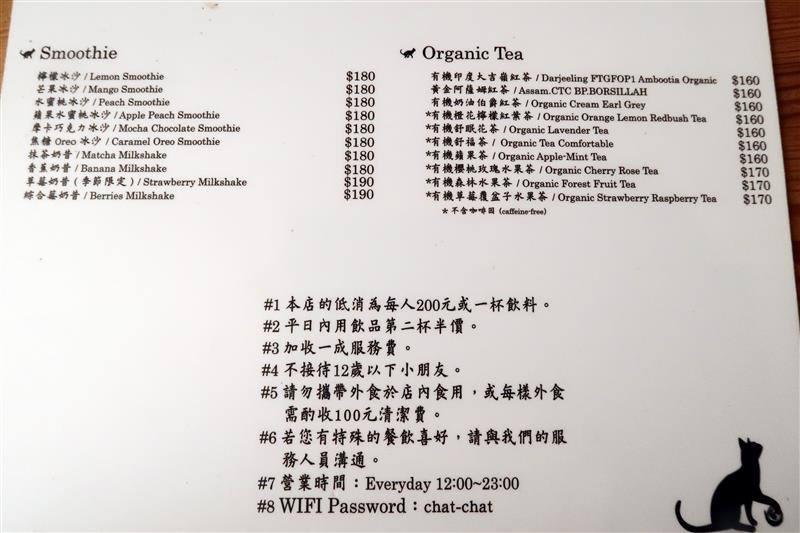 Smoothie
檸檬冰沙 / Lemon Smoothie $180
芒果冰沙 / Mango Smoothie $180
水蜜桃冰沙 / Peach Smoothie $180
蘋果水蜜桃冰沙 / Apple Peach Smoothie $180
摩卡巧克力冰沙 / Mocha Chocolate Smoothie $180
焦糖 Oreo 冰沙 / Caramel Oreo Smoothie $180
抹茶奶昔 / Matcha Milkshake $180
香蕉奶昔 / Banana Milkshake $180
草莓奶昔 ( 季節限定 ) / Strawberry Milkshake $190
綜合莓奶昔 / Berries Milkshake $190
Organic Tea
有機印度大吉嶺紅茶 / Darjeeling FTGFOP1 Ambootia Organic $160
黃金阿薩姆紅茶 / Assam.CTC BP.BORSILLAH $160
有機奶油伯爵紅茶 / Organic Cream Earl Grey $160
*有機橙花檸檬紅葉茶 / Organic Orange Lemon Redbush Tea $160
*有機舒眠花茶 / Organic Lavender Tea $160
*有機舒福茶 / Organic Tea Comfortable $160
*有機蘋果茶 / Organic Apple-Mint Tea $160
*有機櫻桃玫瑰水果茶 / Organic Cherry Rose Tea $170
*有機森林水果茶 / Organic Forest Fruit Tea $170
*有機草莓覆盆子水果茶 / Organic Strawberry Raspberry Tea $170
* 不含咖啡因 (caffeine-free)
#1 本店的低消為每人200元或一杯飲料。
#2 平日內用飲品第二杯半價。
#3 加收一成服務費。
#4 不接待12歲以下小朋友。
#5 請勿攜帶外食於店內食用，或每樣外食
需酌收100元清潔費。
#6 若您有特殊的餐飲喜好，請與我們的服
務人員溝通。
#7 營業時間：Everyday 12:00~23:00
#8 WIFI Password：chat-chat